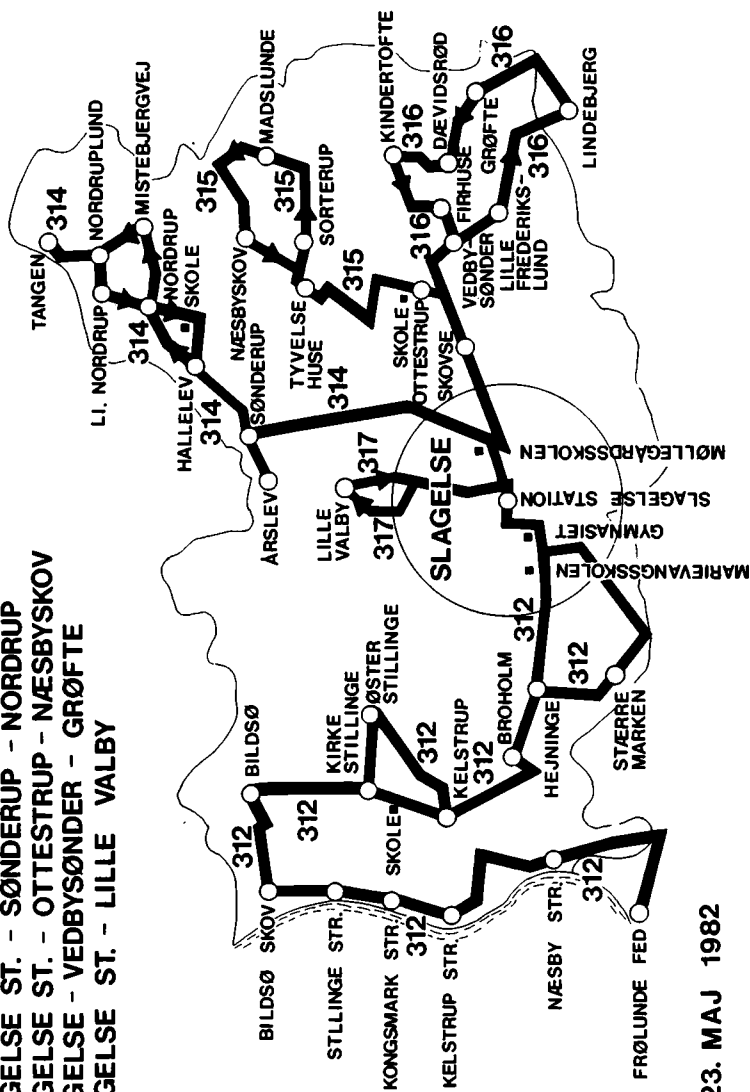 GELSE ST. - SØNDERUP - NORDRUP
GELSE ST. - OTTESTRUP - NÆSBYSKOV
GELSE - VEDBYSØNDER - GRØFTE
GELSE ST. - LILLE VALBY
TANGEN
314
NORDRUPLUND
MISTEBJERGVEJ
LI. NORDRUP
314
NORDRUP
SKOLE
HALLELEV
314
SØNDERUP
ÅRSLEV
314
315
MADSLUNDE
NÆSBYSKOV
315
SORTERUP
TYVELSE
HUSE
315
SKOLE
OTTESTRUP
SKOVSE
KINDERTOFTE
316
DÆVIDSRØD
316
GRØFTE
FIRHUSE
316
VEDBY-
SØNDER
LILLE
FREDERIKS-
LUND
316
LINDEBJERG
LILLE
VALBY
317
317
SLAGELSE
MØLLEGÅRDSSKOLEN
SLAGELSE STATION
GYMNASIET
MARIEVANGSSKOLEN
312
312
STÆRRE
MARKEN
HEJNINGE
BROHOLM
312
KELSTRUP
312
ØSTER
STILLINGE
KIRKE
STILLINGE
SKOLE
312
BILDSØ
312
BILDSØ SKOV
STLLINGE STR.
KONGSMARK STR.
312
KELSTRUP STR.
NÆSBY STR.
312
FRØLUNDE FED
23. MAJ 1982